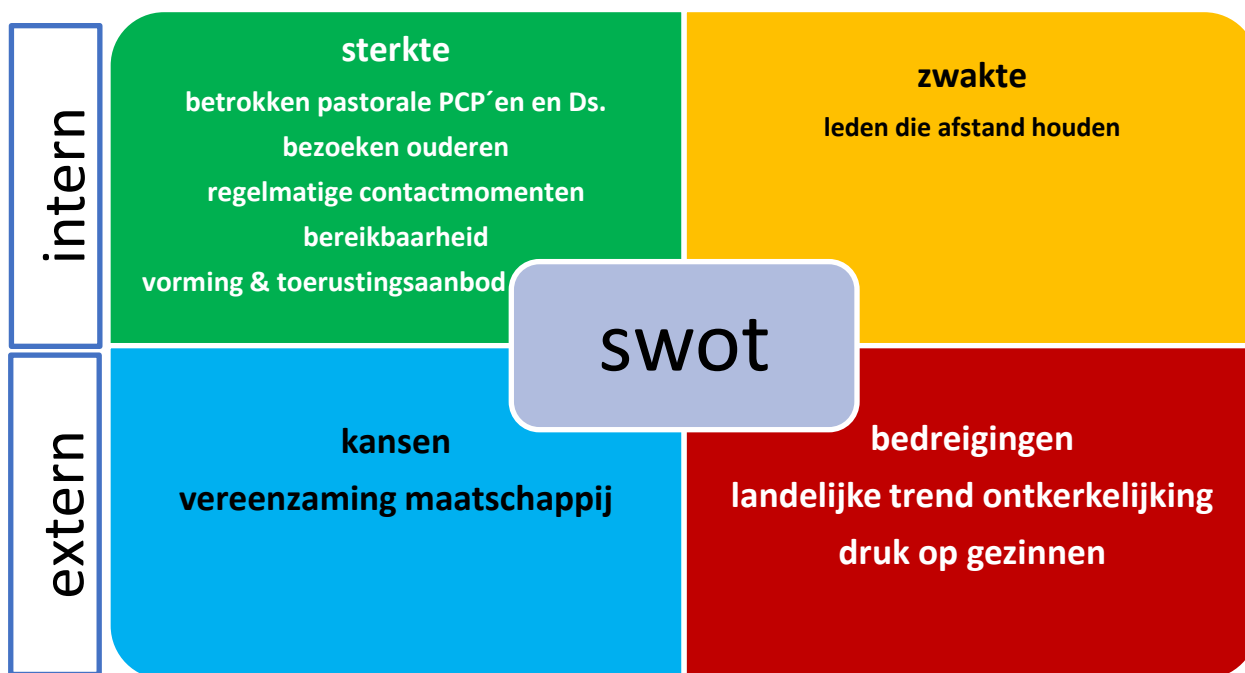 intern
sterkte
betrokken pastorale PCP´en en Ds.
bezoeken ouderen
regelmatige contactmomenten
bereikbaarheid
vorming & toerustingsaanbod
zwakte
leden die afstand houden
swot
extern
kansen
vereenzaming maatschappij
bedreigingen
landelijke trend ontkerkelijking
druk op gezinnen